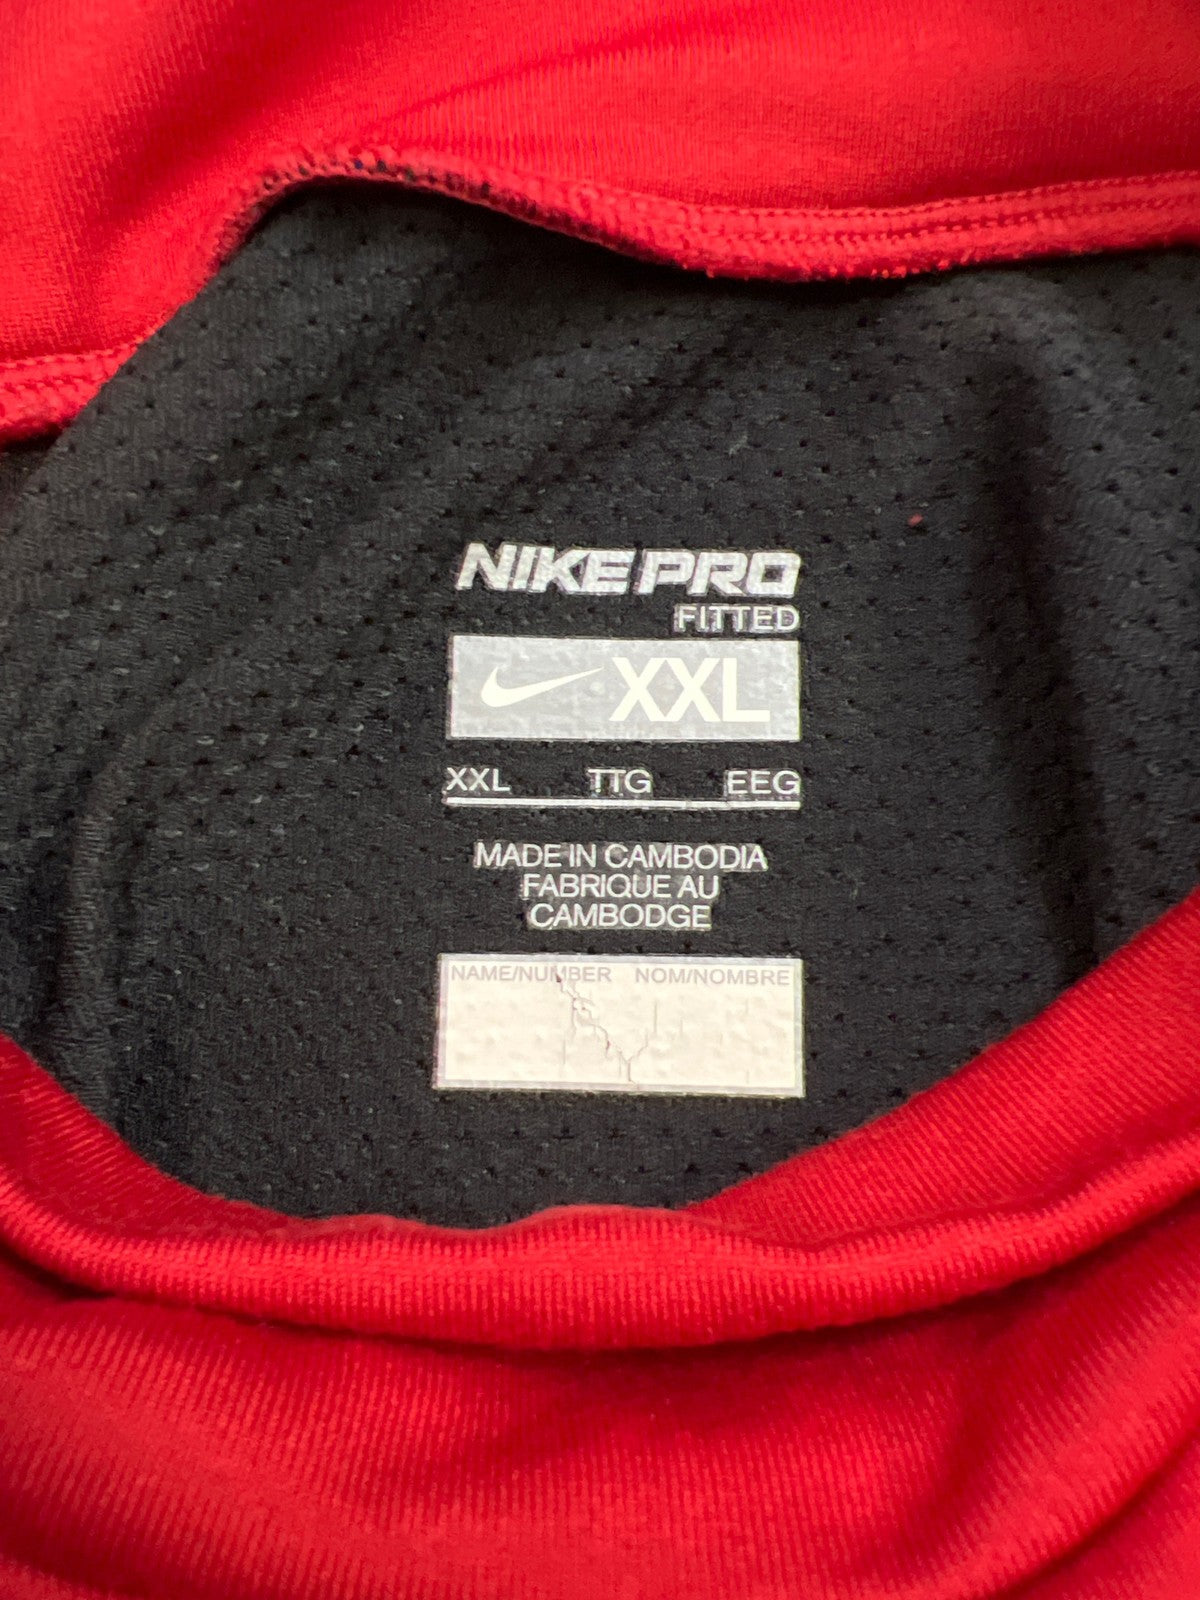 NIKE PRO
FITTED
XXL
XXL TTG EEG
MADE IN CAMBODIA
FABRIQUE AU
CAMBODGE
NAME/NUMBER NOM/NOMBRE